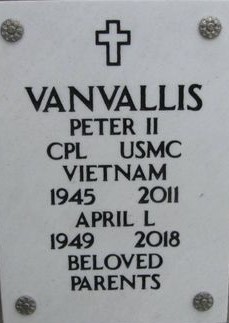 VANVALLIS
PETER II
CPL USMC
VIETNAM
1945 2011
APRIL L
1949 2018
BELOVED
PARENTS